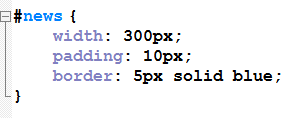 #news {
    width: 300px;
    padding: 10px;
    border: 5px solid blue;
}